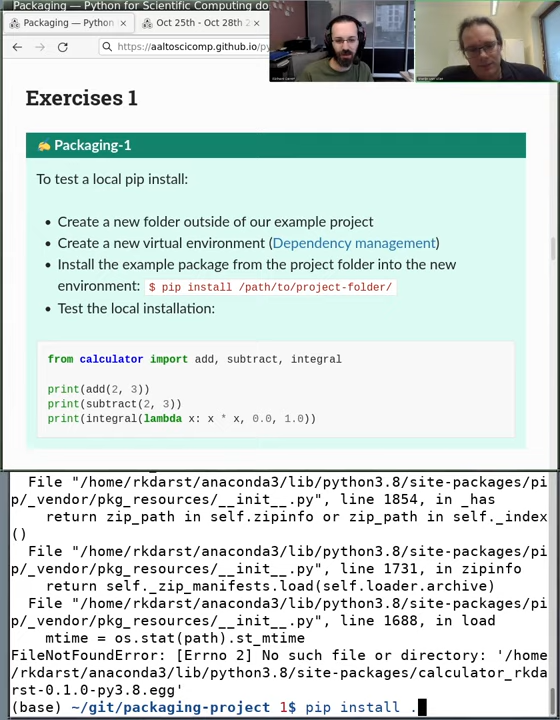 Packaging — Python for Scientific Computing do
Packaging — Python ×
Oct 25th - Oct 28th 2
https://aaltoscicomp.github.io/py
Exercises 1
✍️ Packaging-1
To test a local pip install:
• Create a new folder outside of our example project
• Create a new virtual environment (Dependency management)
• Install the example package from the project folder into the new
environment: $ pip install /path/to/project-folder/
• Test the local installation:
from calculator import add, subtract, integral
print(add(2, 3))
print(subtract(2, 3))
print(integral(lambda x: x * x, 0.0, 1.0))
File "/home/rkdarst/anaconda3/lib/python3.8/site-packages/pi
p/_vendor/pkg_resources/__init__.py", line 1854, in _has
return zip_path in self.zipinfo or zip_path in self._index
()
File "/home/rkdarst/anaconda3/lib/python3.8/site-packages/pi
p/_vendor/pkg_resources/__init__.py", line 1731, in zipinfo
return self._zip_manifests.load(self.loader.archive)
File "/home/rkdarst/anaconda3/lib/python3.8/site-packages/pi
p/_vendor/pkg_resources/__init__.py", line 1688, in load
mtime = os.stat(path).st_mtime
FileNotFoundError: [Errno 2] No such file or directory: '/home
/rkdarst/anaconda3/lib/python3.8/site-packages/calculator_rkda
rst-0.1.0-py3.8.egg'
(base) ~/git/packaging-project 1$ pip install .